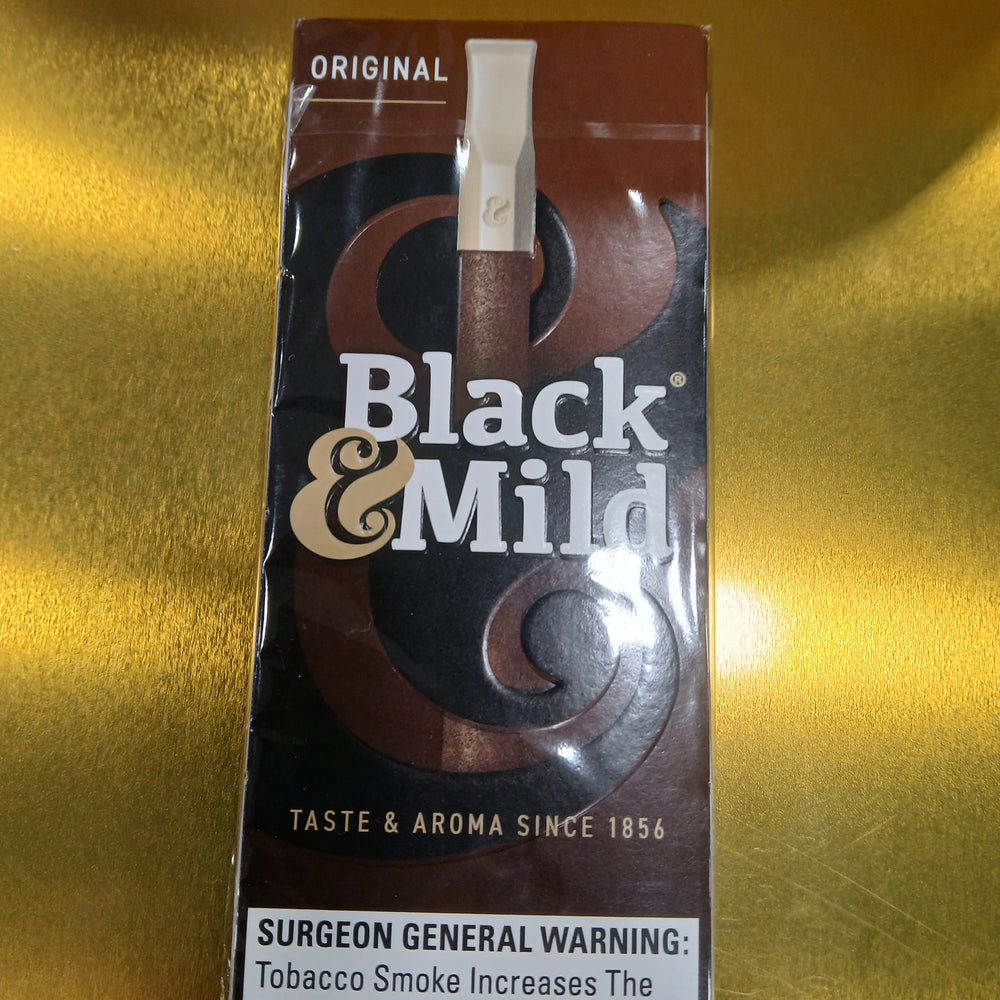 ORIGINAL
&
Black®
&Mild
TASTE & AROMA SINCE 1856
SURGEON GENERAL WARNING:
Tobacco Smoke Increases The